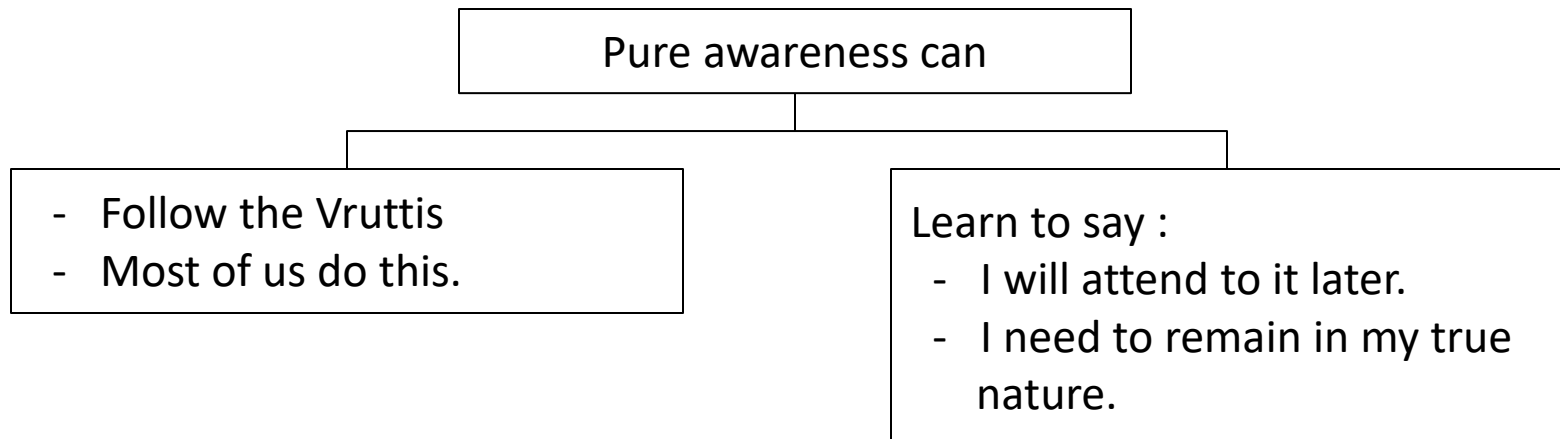 Pure awareness can
- Follow the Vruttis
- Most of us do this.
Learn to say :
- I will attend to it later.
- I need to remain in my true
nature.